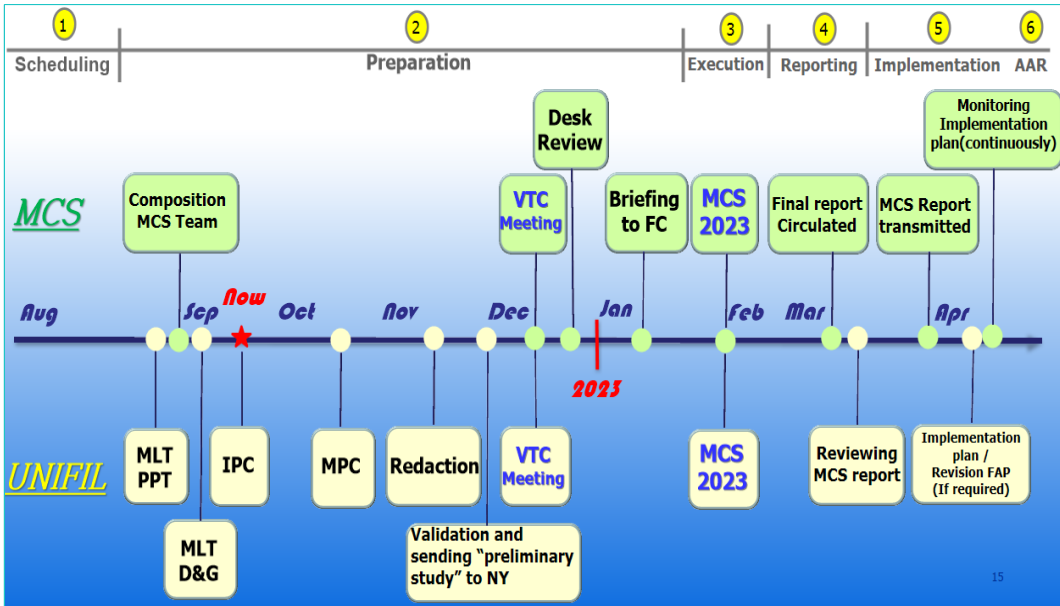 1
2
3
4
5
6
Scheduling
Preparation
Execution
Reporting
Implementation
AAR
Monitoring
Implementation
plan(continuously)
Desk
Review
Composition
MCS Team
VTC
Meeting
Briefing
to FC
MCS
2023
Final report
Circulated
MCS Report
transmitted
MCS
Aug
Sep
Now
Oct
Nov
Dec
Jan
Feb
Mar
Apr
2023
UNIFIL
MLT
PPT
IPC
MPC
Redaction
VTC
Meeting
MCS
2023
Reviewing
MCS report
Implementation
plan /
Revision FAP
(If required)
MLT
D&G
Validation and
sending “preliminary
study” to NY
15